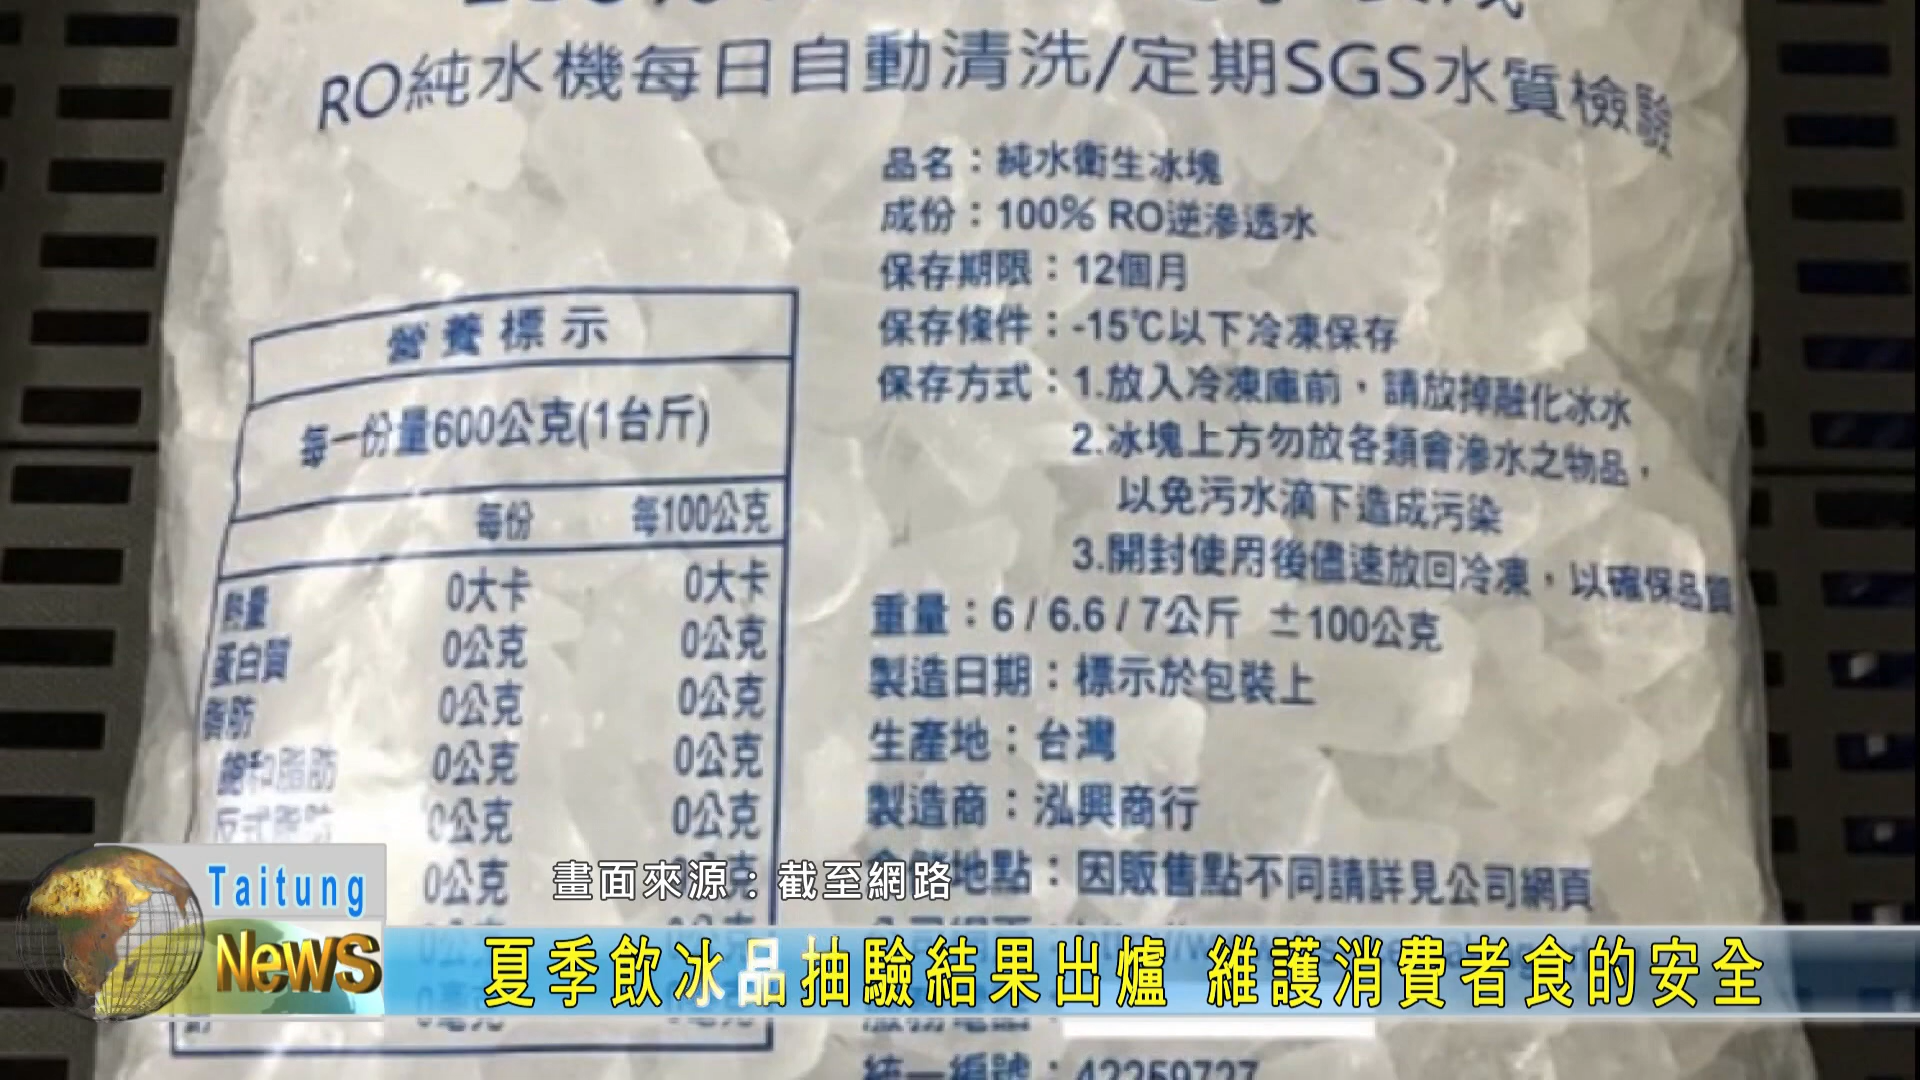 RO純水機每日自動清洗/定期SGS水質檢驗
品名：純水衛生冰塊
成份：100% RO逆滲透水
保存期限：12個月
保存條件：-15℃以下冷凍保存
保存方式：1.放入冷凍庫前，請放掉融化冰水
2.冰塊上方勿放各類會滲水之物品，
以免污水滴下造成污染
3.開封使用後儘速放回冷凍，以確保品質
重量：6 / 6.6 / 7公斤 ±100公克
製造日期：標示於包裝上
生產地：台灣
製造商：泓興商行
地點：因販售點不同請詳見公司網頁
統一編號：42259727
營養標示
每一份量600公克(1台斤)
每份 每100公克
熱量 0大卡 0大卡
蛋白質 0公克 0公克
脂肪 0公克 0公克
飽和脂肪 0公克 0公克
反式脂肪 0公克 0公克
0公克
畫面來源：截至網路
Taitung
News
夏季飲冰品抽驗結果出爐 維護消費者食的安全